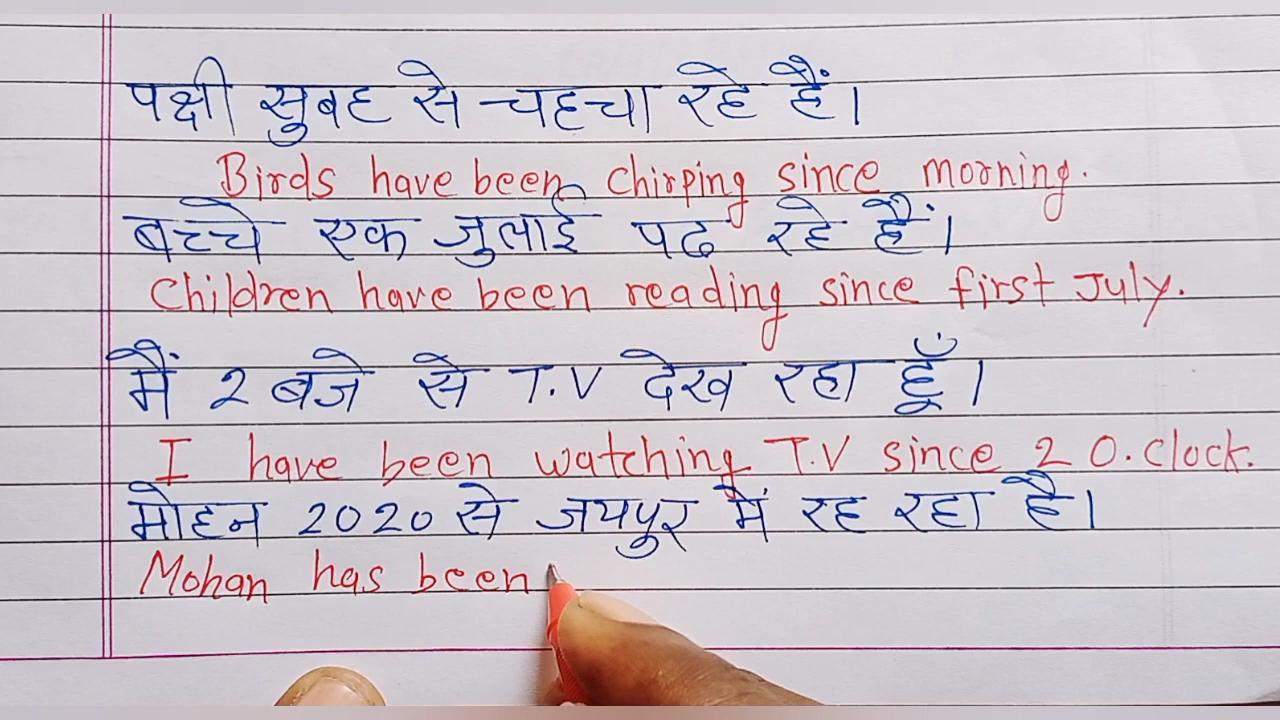 पक्षी सुबह से चहचा रहे हैं।
Birds have been chirping since morning.
बच्चे एक जुलाई पढ रहे हैं।
Children have been reading since first July.
मैं 2 बजे से T.V देख रहा हूँ।
I have been watching T.V since 2 O.Clock.
मोहन 2020 से जयपुर में रह रहा है।
Mohan has been